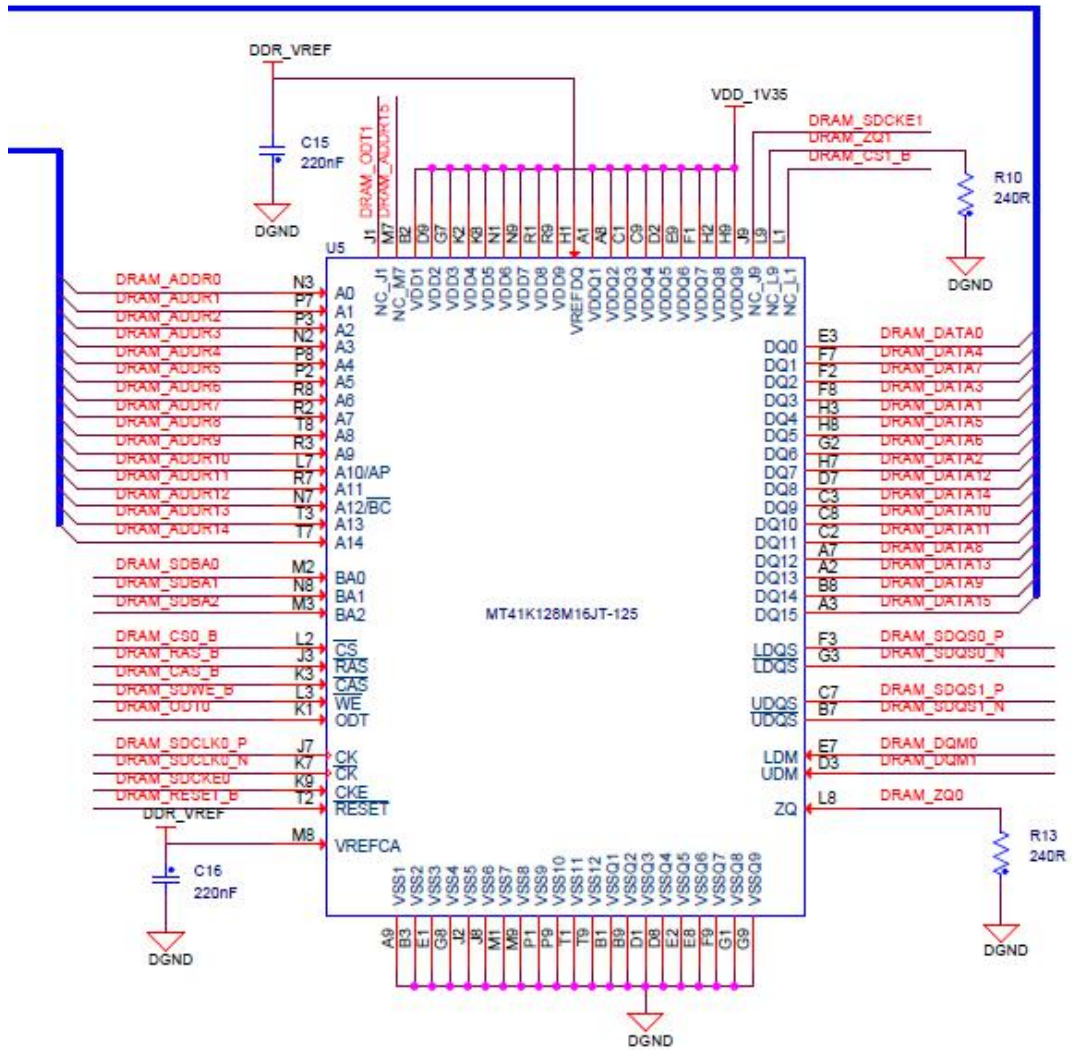 DDR_VREF
VDD_1V35
C15
220nF
DRAM_ODT1
DRAM_ADDR15
DRAM_SDCKE1
DRAM_ZQ1
DRAM_CS1_B
R10
240R
DGND
DGND
U5
J1 M7 B2 D9 G7 K2 K8 N1 N9 R1 R9 H1 A1 A8 C1 C9 D2 E9 F1 H2 H9 J9 L9 L1
NC_J1 NC_M7 VDD1 VDD2 VDD3 VDD4 VDD5 VDD6 VDD7 VDD8 VDD9 VREFDQ VDDQ1 VDDQ2 VDDQ3 VDDQ4 VDDQ5 VDDQ6 VDDQ7 VDDQ8 VDDQ9 NC_J9 NC_L9 NC_L1
DRAM_ADDR0 N3 A0
DRAM_ADDR1 P7 A1
DRAM_ADDR2 P3 A2
DRAM_ADDR3 N2 A3
DRAM_ADDR4 P8 A4
DRAM_ADDR5 P2 A5
DRAM_ADDR6 R8 A6
DRAM_ADDR7 R2 A7
DRAM_ADDR8 T8 A8
DRAM_ADDR9 R3 A9
DRAM_ADDR10 L7 A10/AP
DRAM_ADDR11 R7 A11
DRAM_ADDR12 N7 A12/BC
DRAM_ADDR13 T3 A13
DRAM_ADDR14 T7 A14
DRAM_SDBA0 M2 BA0
DRAM_SDBA1 N8 BA1
DRAM_SDBA2 M3 BA2
DRAM_CS0_B L2 CS
DRAM_RAS_B J3 RAS
DRAM_CAS_B K3 CAS
DRAM_SDWE_B L3 WE
DRAM_ODT0 K1 ODT
DRAM_SDCLK0_P J7 CK
DRAM_SDCLK0_N K7 CK
DRAM_SDCKE0 K9 CKE
DRAM_RESET_B T2 RESET
DDR_VREF M8 VREFCA
C16
220nF
DGND
MT41K128M16JT-125
DQ0 E3 DRAM_DATA0
DQ1 F7 DRAM_DATA4
DQ2 F2 DRAM_DATA7
DQ3 F8 DRAM_DATA3
DQ4 H3 DRAM_DATA1
DQ5 H8 DRAM_DATA5
DQ6 G2 DRAM_DATA6
DQ7 H7 DRAM_DATA2
DQ8 D7 DRAM_DATA12
DQ9 C3 DRAM_DATA14
DQ10 C8 DRAM_DATA10
DQ11 C2 DRAM_DATA11
DQ12 A7 DRAM_DATA8
DQ13 A2 DRAM_DATA13
DQ14 B8 DRAM_DATA9
DQ15 A3 DRAM_DATA15
LDQS F3 DRAM_SDQS0_P
LDQS G3 DRAM_SDQS0_N
UDQS C7 DRAM_SDQS1_P
UDQS B7 DRAM_SDQS1_N
LDM E7 DRAM_DQM0
UDM D3 DRAM_DQM1
ZQ L8 DRAM_ZQ0
R13
240R
DGND
VSS1 VSS2 VSS3 VSS4 VSS5 VSS6 VSS7 VSS8 VSS9 VSS10 VSS11 VSS12 VSSQ1 VSSQ2 VSSQ3 VSSQ4 VSSQ5 VSSQ6 VSSQ7 VSSQ8 VSSQ9
A9 B3 E1 G8 J2 J8 M1 M9 P1 P9 T1 T9 B1 B9 D1 D8 E2 E8 F9 G1 G9
DGND